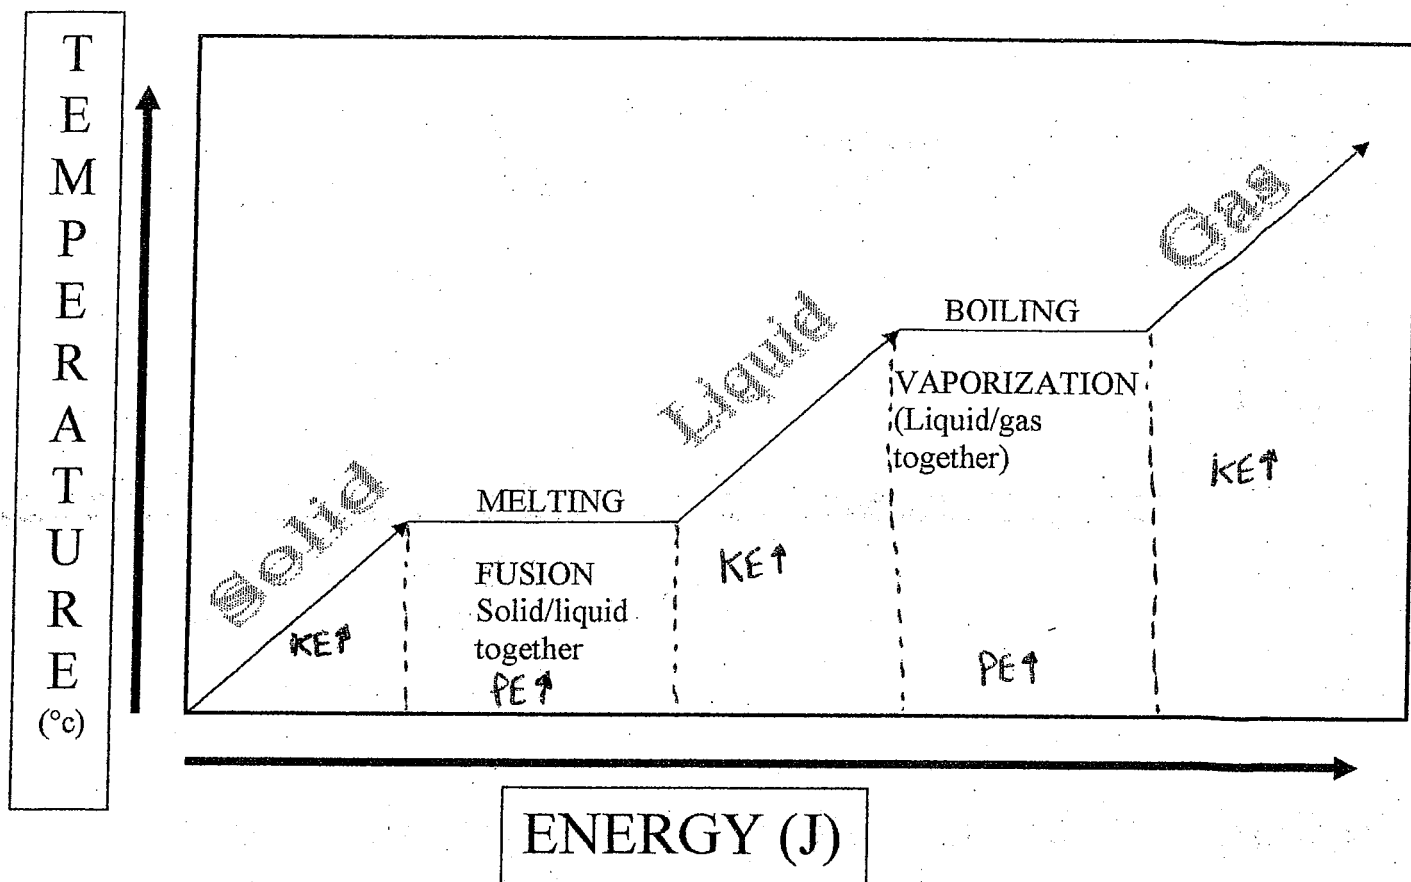 TEMPERATURE
(°c)
Gas
BOILING
Liquid
VAPORIZATION
(Liquid/gas
together)
KE↑
Solid
MELTING
KE↑
FUSION
Solid/liquid
together
KE↑
PE↑
PE↑
ENERGY (J)